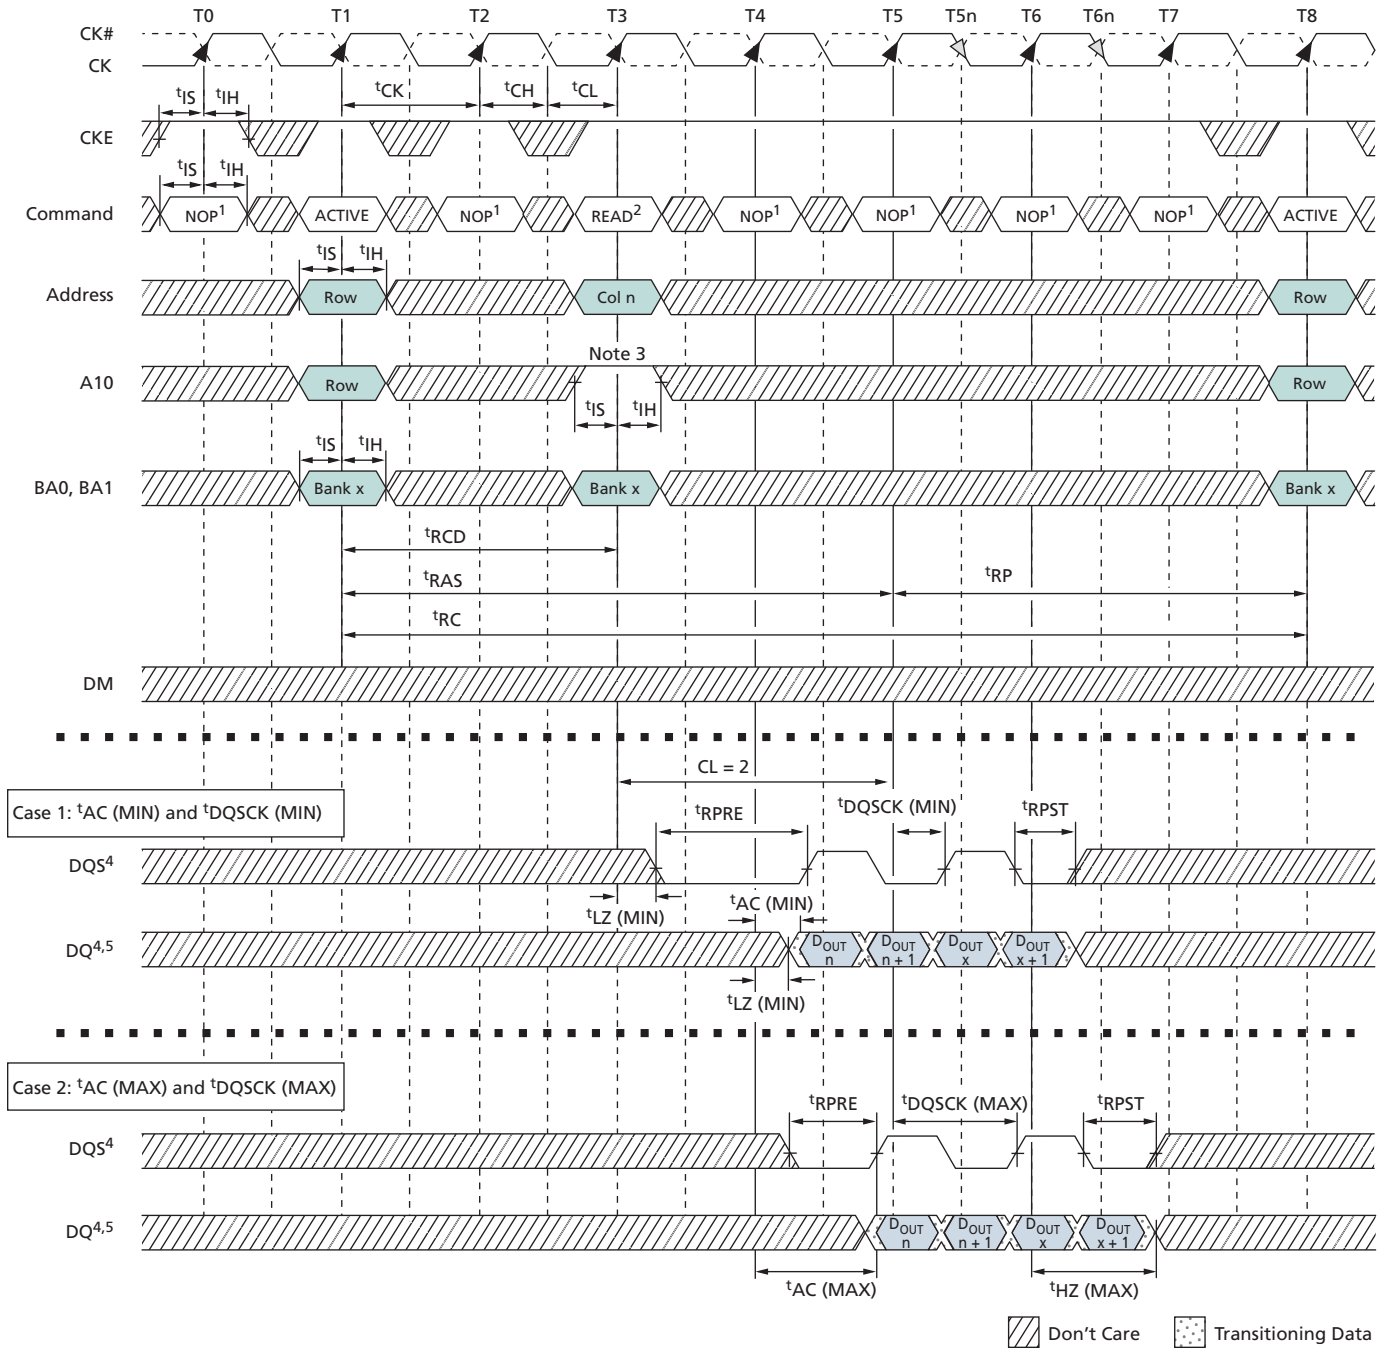 T0 T1 T2 T3 T4 T5 T5n T6 T6n T7 T8
CK#
CK
tIS tIH tCK tCH tCL
CKE
tIS tIH
Command NOP1 ACTIVE NOP1 READ2 NOP1 NOP1 NOP1 NOP1 ACTIVE
tIS tIH
Address Row Col n Row
Note 3
A10 Row Row
tIS tIH
tIS tIH
BA0, BA1 Bank x Bank x Bank x
tRCD
tRAS tRP
tRC
DM
CL = 2
Case 1: tAC (MIN) and tDQSCK (MIN)
tRPRE tDQSCK (MIN) tRPST
DQS4
tLZ (MIN) tAC (MIN)
DQ4,5 DOUT n DOUT n + 1 DOUT x DOUT x + 1
tLZ (MIN)
Case 2: tAC (MAX) and tDQSCK (MAX)
tRPRE tDQSCK (MAX) tRPST
DQS4
DQ4,5 DOUT n DOUT n + 1 DOUT x DOUT x + 1
tAC (MAX) tHZ (MAX)
Don't Care Transitioning Data